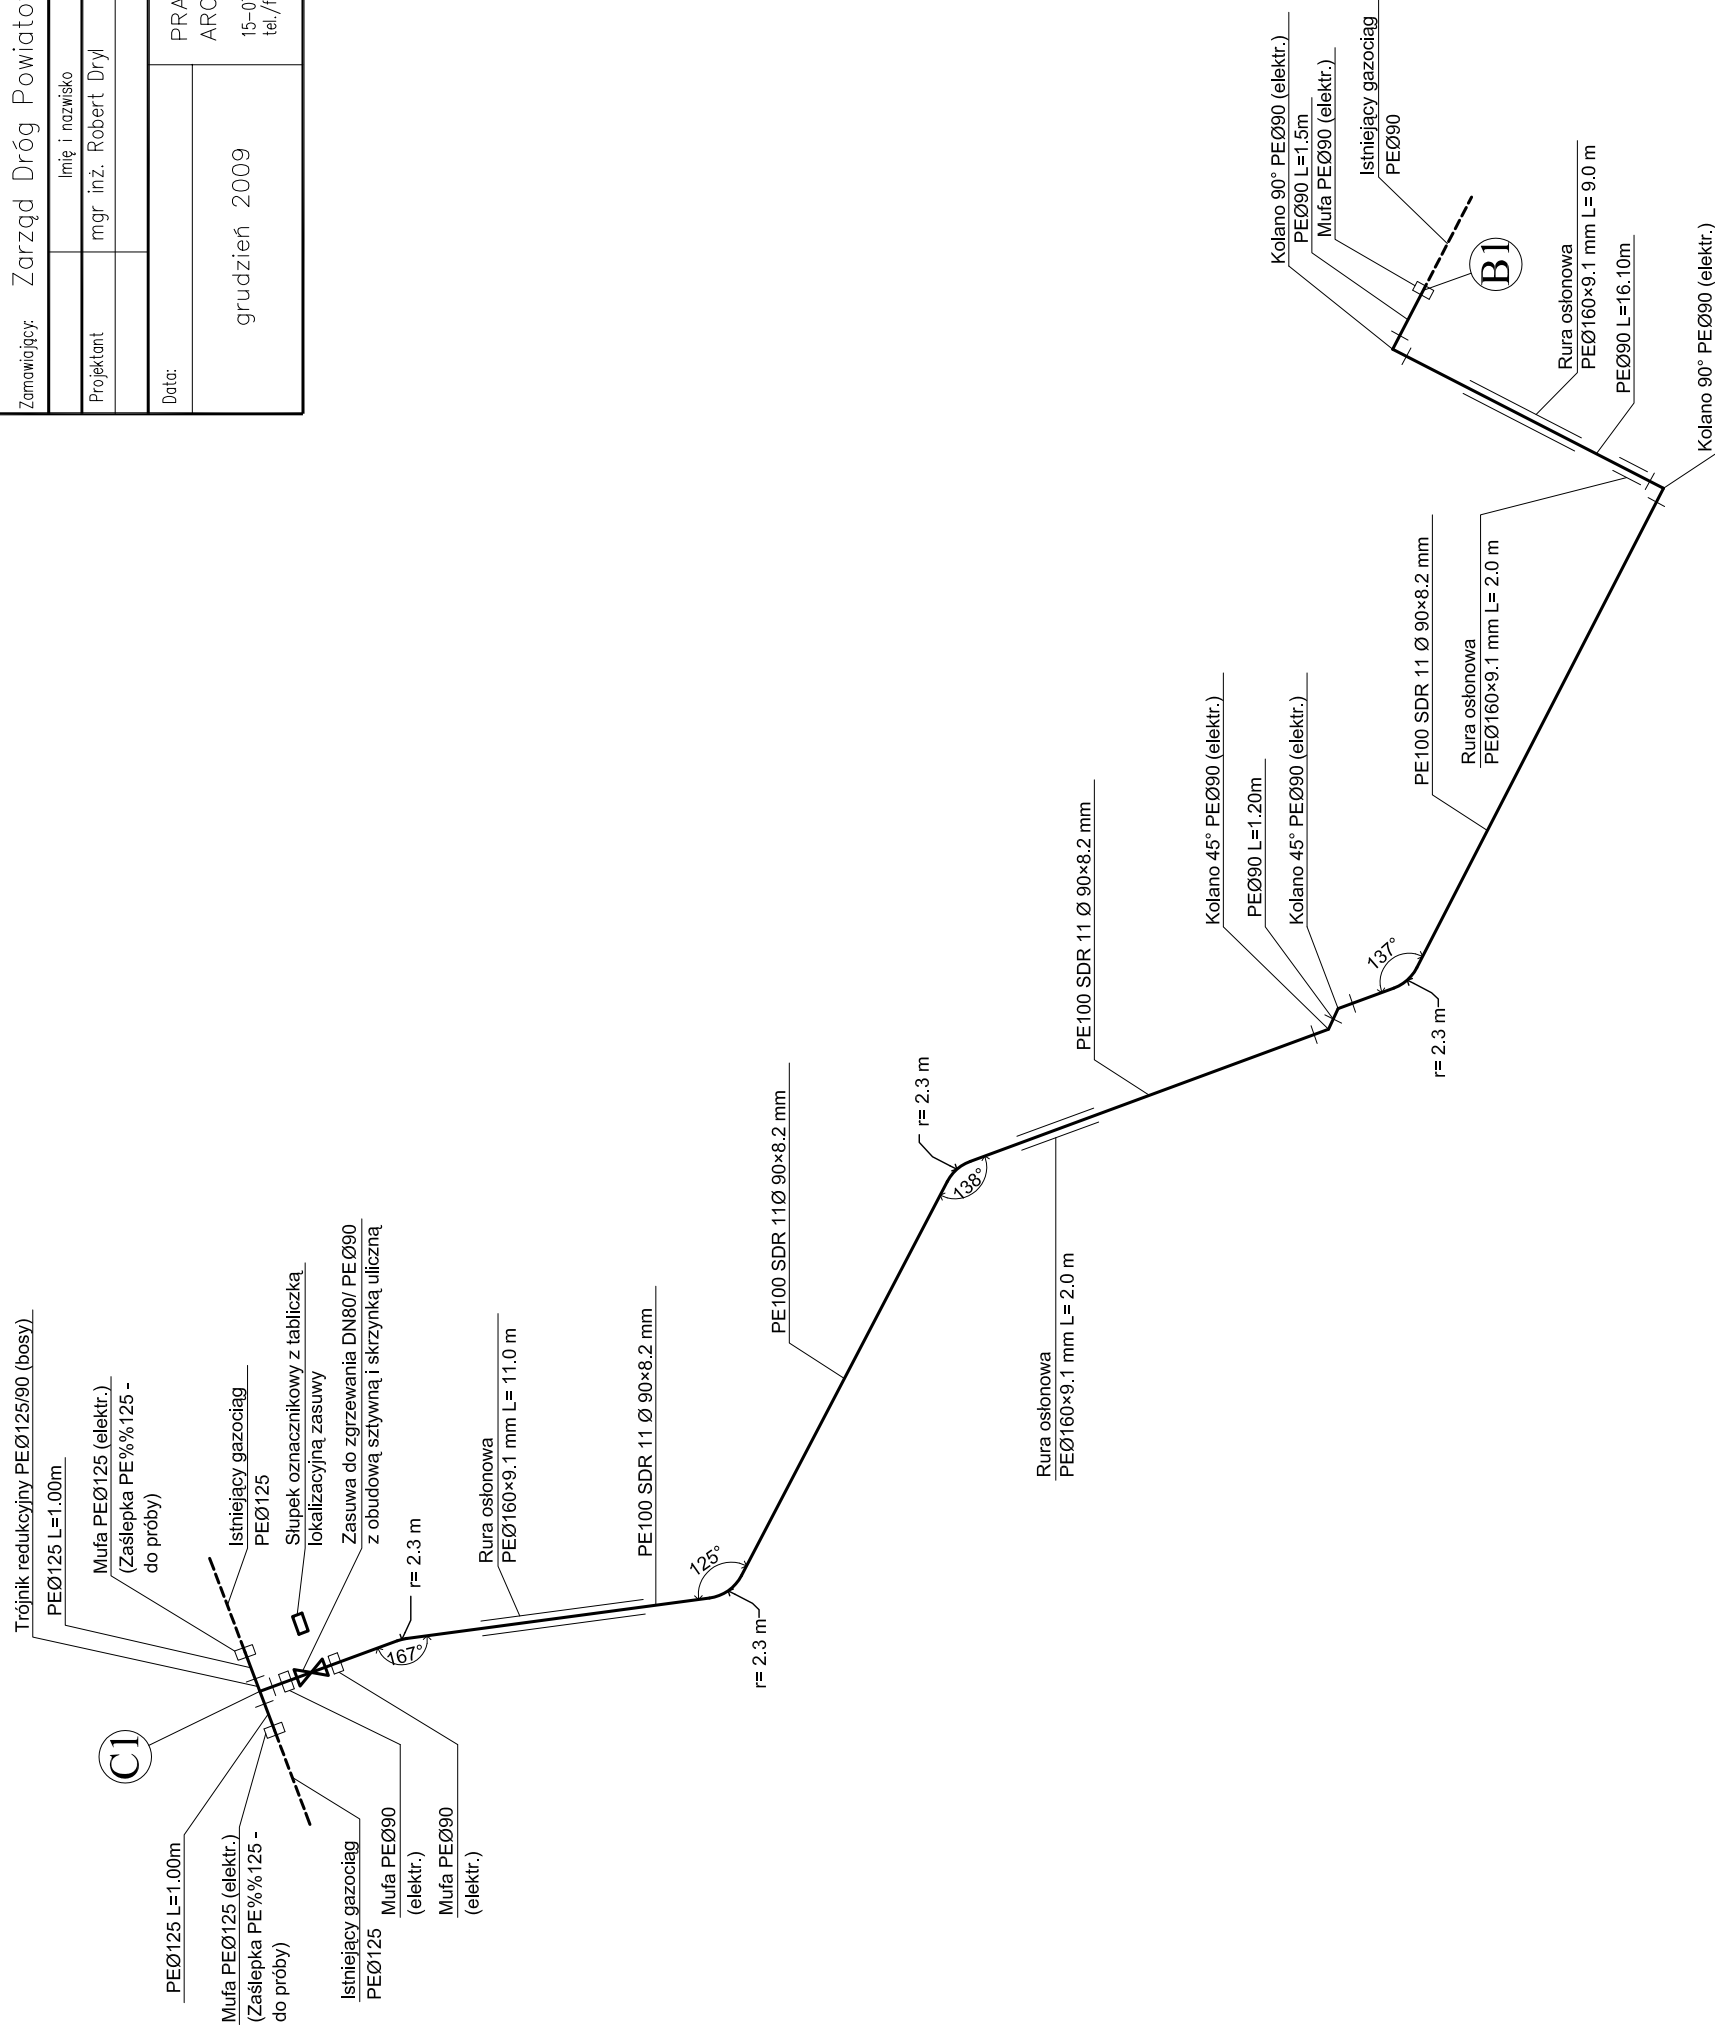 Zamawiający: Zarząd Dróg
Imię i nazwisko
Projektant mgr inż. Robert Dryl
Data:
grudzień 2009
Trójnik redukcyjny PEØ125/90 (bosy)
PEØ125 L=1.00m
Mufa PEØ125 (elektr.)
(Zaślepka PE%%125 -
do próby)
Istniejący gazociąg
PEØ125
Słupek oznacznikowy z tabliczką
lokalizacyjną zasuwy
Zasuwa do zgrzewania DN80/ PEØ90
z obudową sztywną i skrzynką uliczną
C1
PEØ125 L=1.00m
Mufa PEØ125 (elektr.)
(Zaślepka PE%%125 -
do próby)
Istniejący gazociąg
PEØ125
Mufa PEØ90
(elektr.)
Mufa PEØ90
(elektr.)
r= 2.3 m
167°
Rura osłonowa
PEØ160×9.1 mm L= 11.0 m
PE100 SDR 11 Ø 90×8.2 mm
125°
r= 2.3 m
PE100 SDR 11Ø 90×8.2 mm
r= 2.3 m
138°
Rura osłonowa
PEØ160×9.1 mm L= 2.0 m
PE100 SDR 11 Ø 90×8.2 mm
Kolano 45° PEØ90 (elektr.)
PEØ90 L=1.20m
Kolano 45° PEØ90 (elektr.)
137°
r= 2.3 m
PE100 SDR 11 Ø 90×8.2 mm
Rura osłonowa
PEØ160×9.1 mm L= 2.0 m
Kolano 90° PEØ90 (elektr.)
PEØ90 L=1.5m
Mufa PEØ90 (elektr.)
Istniejący gazociąg
PEØ90
B1
Rura osłonowa
PEØ160×9.1 mm L= 9.0 m
PEØ90 L=16.10m
Kolano 90° PEØ90 (elektr.)